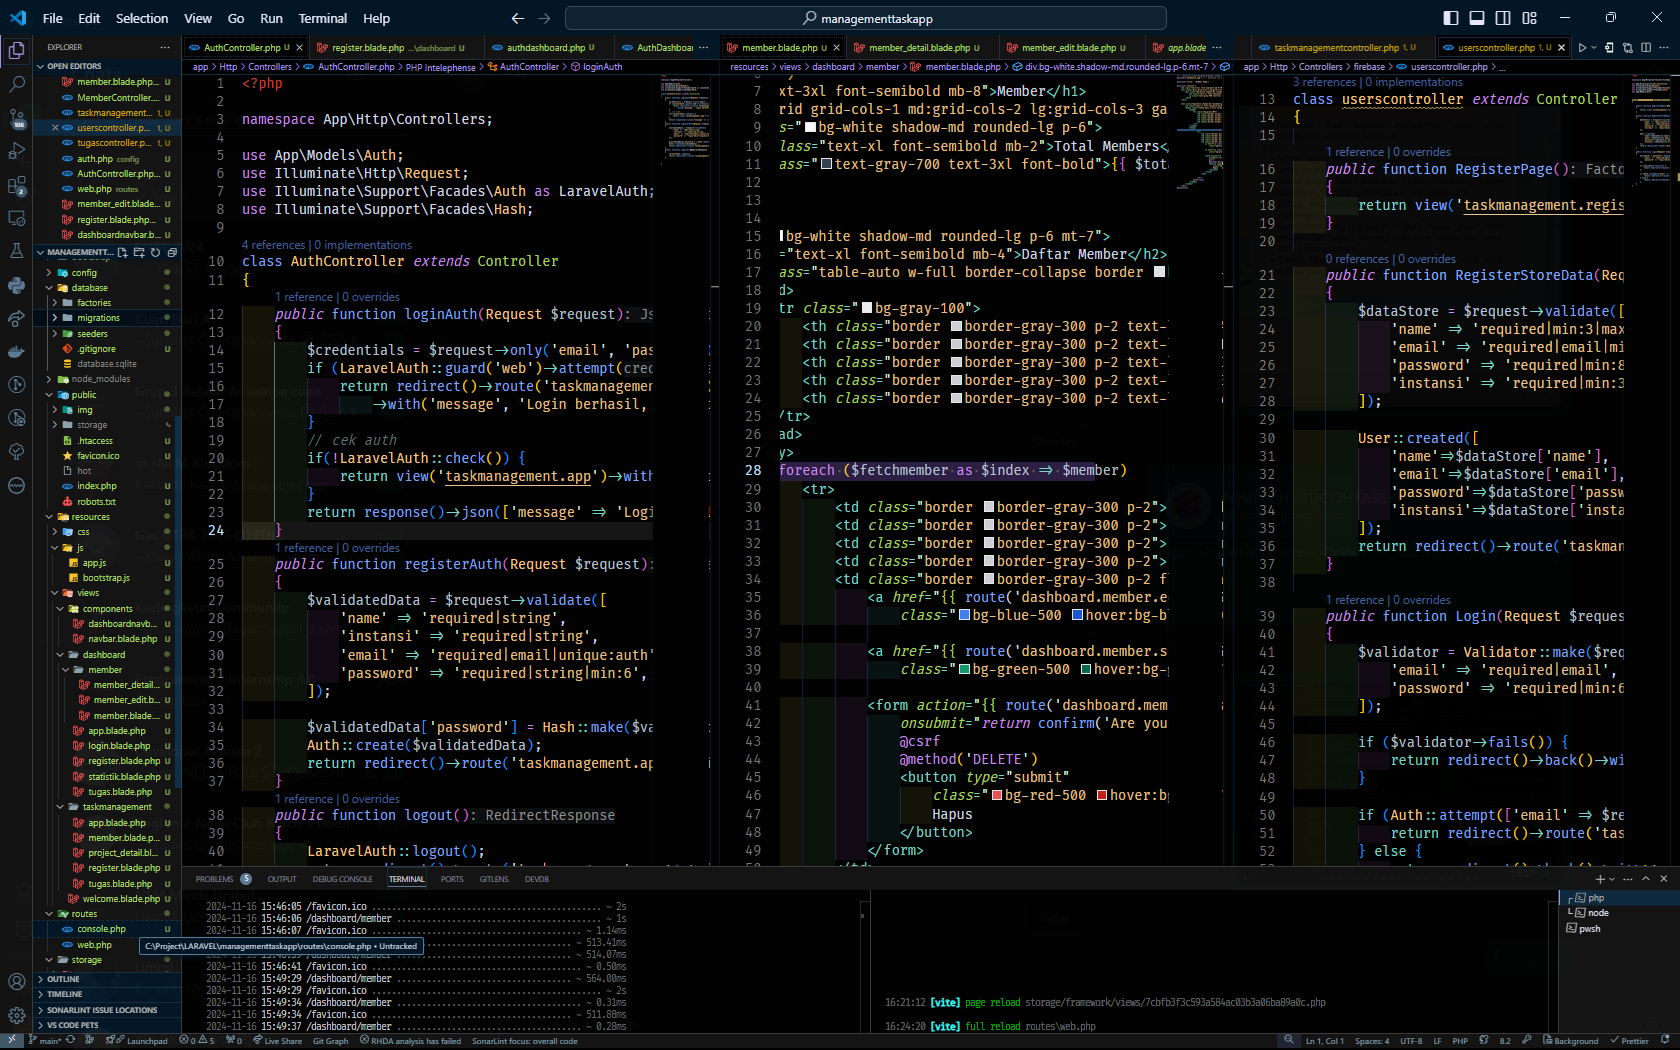 File Edit Selection View Go Run Terminal Help
managementtaskapp
EXPLORER
OPEN EDITORS
member.blade.php... U
MemberController.... U
taskmanagement... 1, U
userscontroller.p... 1, U
tugascontroller.p... 1, U
auth.php config U
AuthController.php... U
web.php routes U
member_edit.blade... U
register.blade.php... U
dashboardnavbar.b... U
MANAGEMENTT...
config
database
factories
migrations
seeders
.gitignore U
database.sqlite
node_modules
public
img
storage
.htaccess U
favicon.ico U
hot
index.php U
robots.txt U
resources
css
js
app.js U
bootstrap.js U
views
components
dashboardnavb... U
navbar.blade.php U
dashboard
member
member_detail... U
member_edit.b... U
member.blade.... U
app.blade.php U
login.blade.php U
register.blade.php U
statistik.blade.php U
tugas.blade.php U
taskmanagement
app.blade.php U
member.blade.p... U
project_detail.bl... U
register.blade.php U
tugas.blade.php U
welcome.blade.php U
routes
console.php U
web.php U
storage
OUTLINE
TIMELINE
SONARLINT ISSUE LOCATIONS
VS CODE PETS
C:\Project\LARAVEL\managementtaskapp\routes\console.php • Untracked
AuthController.php U
register.blade.php ...\dashboard U
authdashboard.php U
AuthDashboar
app > Http > Controllers > AuthController.php > PHP Intelephense > AuthController > loginAuth
1 <?php
2
3 namespace App\Http\Controllers;
4
5 use App\Models\Auth;
6 use Illuminate\Http\Request;
7 use Illuminate\Support\Facades\Auth as LaravelAuth;
8 use Illuminate\Support\Facades\Hash;
9
4 references | 0 implementations
10 class AuthController extends Controller
11 {
1 reference | 0 overrides
12 public function loginAuth(Request $request): Js
13 {
14 $credentials = $request->only('email', 'pas
15 if (LaravelAuth::guard('web')->attempt(cred
16 return redirect()->route('taskmanagemen
17 ->with('message', 'Login berhasil,
18 }
19 // cek auth
20 if(!LaravelAuth::check()) {
21 return view('taskmanagement.app')->with
22 }
23 return response()->json(['message' => 'Logi
24 }
1 reference | 0 overrides
25 public function registerAuth(Request $request):
26 {
27 $validatedData = $request->validate([
28 'name' => 'required|string',
29 'instansi' => 'required|string',
30 'email' => 'required|email|unique:auth'
31 'password' => 'required|string|min:6',
32 ]);
33
34 $validatedData['password'] = Hash::make($va
35 Auth::create($validatedData);
36 return redirect()->route('taskmanagement.ap
37 }
1 reference | 0 overrides
38 public function logout(): RedirectResponse
39 {
40 LaravelAuth::logout();
member.blade.php U
member_detail.blade.php U
member_edit.blade.php U
app.blade
resources > views > dashboard > member > member.blade.php > div.bg-white.shadow-md.rounded-lg.p-6.mt-7 >
7 xt-3xl font-semibold mb-8">Member</h1>
8 rid grid-cols-1 md:grid-cols-2 lg:grid-cols-3 ga
9 s="bg-white shadow-md rounded-lg p-6">
10 lass="text-xl font-semibold mb-2">Total Members<
11 ass="text-gray-700 text-3xl font-bold">{{ $tota
12
13
14
15 bg-white shadow-md rounded-lg p-6 mt-7">
16 ="text-xl font-semibold mb-4">Daftar Member</h2>
17 ass="table-auto w-full border-collapse border
18 d>
19 tr class="bg-gray-100">
20 <th class="border border-gray-300 p-2 text-
21 <th class="border border-gray-300 p-2 text-
22 <th class="border border-gray-300 p-2 text-
23 <th class="border border-gray-300 p-2 text-
24 <th class="border border-gray-300 p-2 text-
25 /tr>
26 ad>
27 y>
28 foreach ($fetchmember as $index => $member)
29 <tr>
30 <td class="border border-gray-300 p-2">
31 <td class="border border-gray-300 p-2">
32 <td class="border border-gray-300 p-2">
33 <td class="border border-gray-300 p-2">
34 <td class="border border-gray-300 p-2 f
35 <a href="{{ route('dashboard.member.e
36 class="bg-blue-500 hover:bg-b
37
38 <a href="{{ route('dashboard.member.s
39 class="bg-green-500 hover:bg-
40
41 <form action="{{ route('dashboard.mem
42 onsubmit="return confirm('Are you
43 @csrf
44 @method('DELETE')
45 <button type="submit"
46 class="bg-red-500 hover:bg
47 Hapus
48 </button>
49 </form>
taskmanagementcontroller.php 1, U
userscontroller.php 1, U
app > Http > Controllers > firebase > userscontroller.php > ...
3 references | 0 implementations
13 class userscontroller extends Controller
14 {
15
1 reference | 0 overrides
16 public function RegisterPage(): Facto
17 {
18 return view('taskmanagement.regis
19 }
20
0 references | 0 overrides
21 public function RegisterStoreData(Req
22 {
23 $dataStore = $request->validate([
24 'name' => 'required|min:3|max
25 'email' => 'required|email|mi
26 'password' => 'required|min:8
27 'instansi' => 'required|min:3
28 ]);
29
30 User::created([
31 'name'=>$dataStore['name'],
32 'email'=>$dataStore['email'],
33 'password'=>$dataStore['passw
34 'instansi'=>$dataStore['insta
35 ]);
36 return redirect()->route('taskman
37 }
38
1 reference | 0 overrides
39 public function Login(Request $reques
40 {
41 $validator = Validator::make($req
42 'email' => 'required|email',
43 'password' => 'required|min:6
44 ]);
45
46 if ($validator->fails()) {
47 return redirect()->back()->wi
48 }
49
50 if (Auth::attempt(['email' => $re
51 return redirect()->route('tas
52 } else {
PROBLEMS 5 OUTPUT DEBUG CONSOLE TERMINAL PORTS GITLENS DEVDB
2024-11-16 15:46:05 /favicon.ico ~ 2s
2024-11-16 15:46:06 /dashboard/member ~ 1s
2024-11-16 15:46:07 /favicon.ico ~ 1.14ms
~ 513.41ms
~ 514.07ms
2024-11-16 15:46:41 /favicon.ico ~ 0.50ms
2024-11-16 15:49:29 /dashboard/member ~ 564.00ms
2024-11-16 15:49:29 /favicon.ico ~ 2s
2024-11-16 15:49:34 /dashboard/member ~ 0.31ms
2024-11-16 15:49:34 /favicon.ico ~ 511.88ms
2024-11-16 15:49:37 /dashboard/member ~ 0.28ms
16:21:12 [vite] page reload storage/framework/views/7cbfb3f3c593a584ac03b3a06ba89a0c.php
16:24:20 [vite] full reload routes\web.php
php
node
pwsh
main* Launchpad 0 5 0 Live Share Git Graph RHDA analysis has failed SonarLint focus: overall code
Ln 1, Col 1 Spaces: 4 UTF-8 LF PHP 8.2 Background Prettier